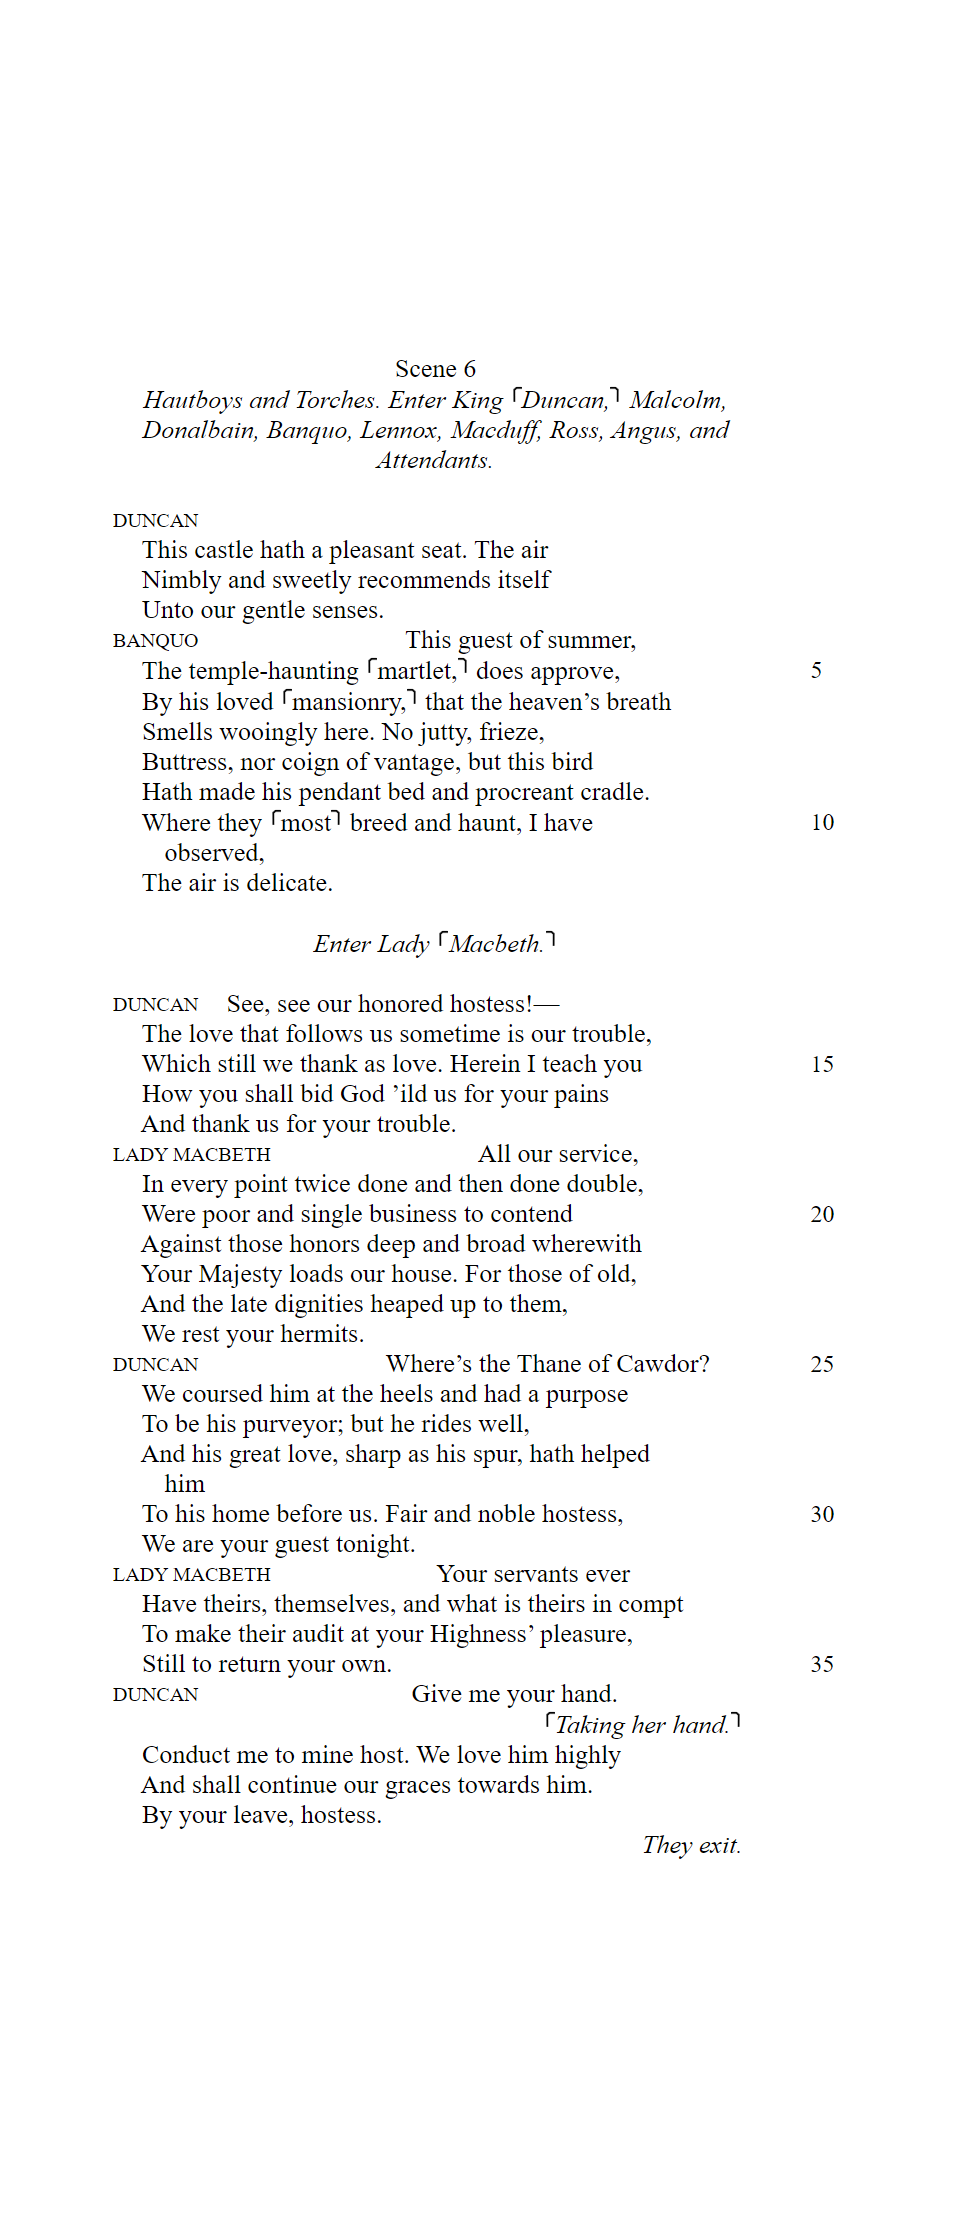 Scene 6
Hautboys and Torches. Enter King ⌜Duncan,⌝ Malcolm,
Donalbain, Banquo, Lennox, Macduff, Ross, Angus, and
Attendants.
DUNCAN
This castle hath a pleasant seat. The air
Nimbly and sweetly recommends itself
Unto our gentle senses.
BANQUO This guest of summer,
The temple-haunting ⌜martlet,⌝ does approve, 5
By his loved ⌜mansionry,⌝ that the heaven’s breath
Smells wooingly here. No jutty, frieze,
Buttress, nor coign of vantage, but this bird
Hath made his pendant bed and procreant cradle.
Where they ⌜most⌝ breed and haunt, I have 10
observed,
The air is delicate.
Enter Lady ⌜Macbeth.⌝
DUNCAN See, see our honored hostess!—
The love that follows us sometime is our trouble,
Which still we thank as love. Herein I teach you 15
How you shall bid God ’ild us for your pains
And thank us for your trouble.
LADY MACBETH All our service,
In every point twice done and then done double,
Were poor and single business to contend 20
Against those honors deep and broad wherewith
Your Majesty loads our house. For those of old,
And the late dignities heaped up to them,
We rest your hermits.
DUNCAN Where’s the Thane of Cawdor? 25
We coursed him at the heels and had a purpose
To be his purveyor; but he rides well,
And his great love, sharp as his spur, hath helped
him
To his home before us. Fair and noble hostess, 30
We are your guest tonight.
LADY MACBETH Your servants ever
Have theirs, themselves, and what is theirs in compt
To make their audit at your Highness’ pleasure,
Still to return your own. 35
DUNCAN Give me your hand.
⌜Taking her hand.⌝
Conduct me to mine host. We love him highly
And shall continue our graces towards him.
By your leave, hostess.
They exit.